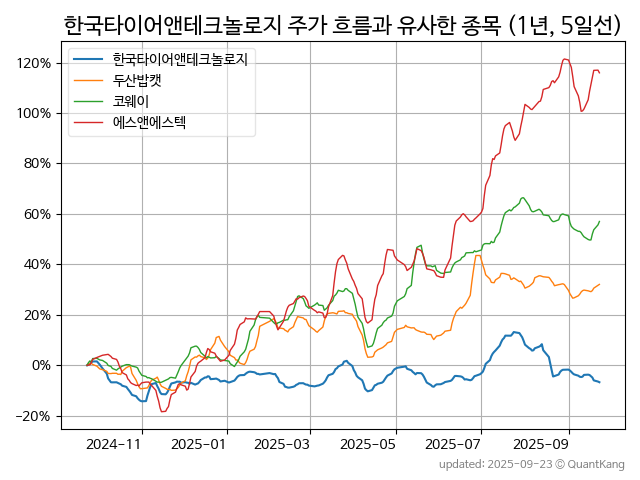 한국타이어앤테크놀로지 주가 흐름과 유사한 종목 (1년, 5일선)
한국타이어앤테크놀로지
두산밥캣
코웨이
에스앤에스텍
120%
100%
80%
60%
40%
20%
0%
−20%
2024-11 2025-01 2025-03 2025-05 2025-07 2025-09
updated: 2025-09-23 © QuantKang